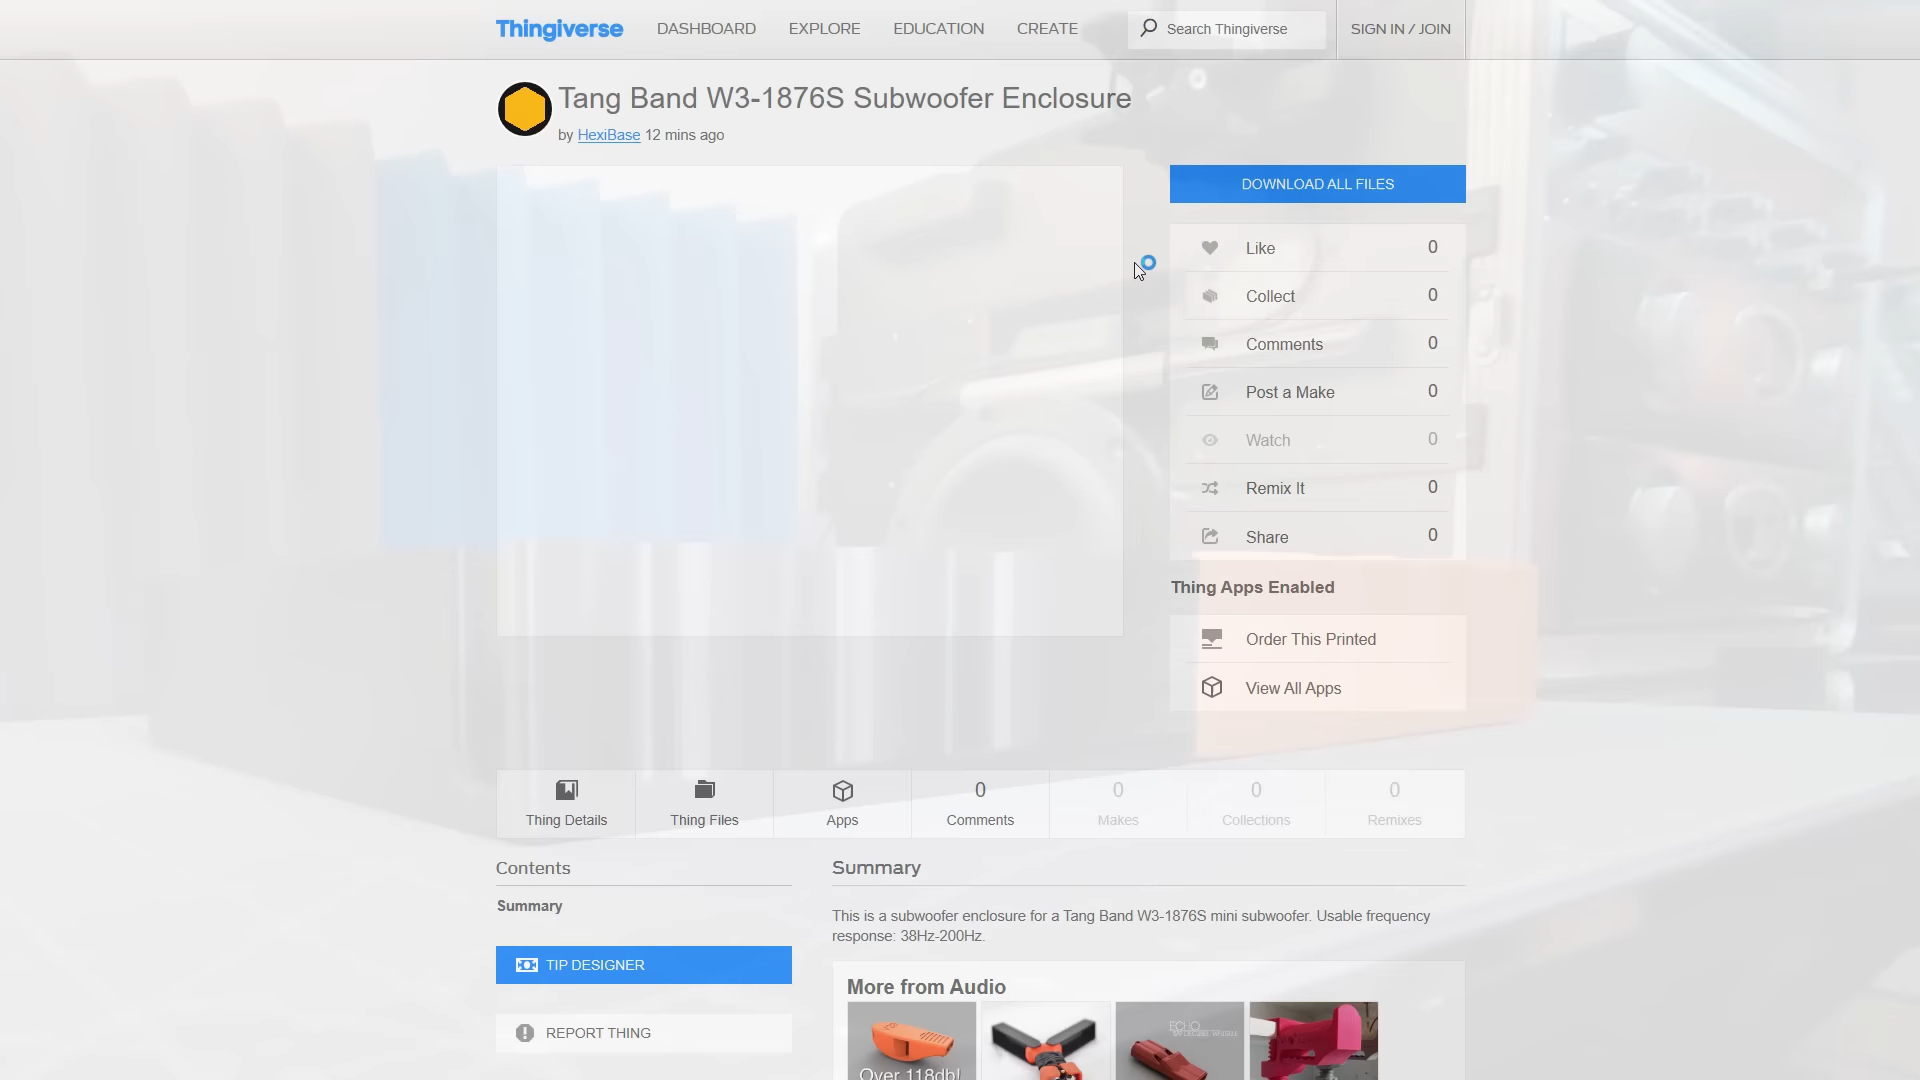 Thingiverse DASHBOARD EXPLORE EDUCATION CREATE Search Thingiverse SIGN IN / JOIN
Tang Band W3-1876S Subwoofer Enclosure
by HexiBase 12 mins ago
DOWNLOAD ALL FILES
Like 0
Collect 0
Comments 0
Post a Make 0
Watch 0
Remix It 0
Share 0
Thing Apps Enabled
Order This Printed
View All Apps
0 0 0 0
Thing Details Thing Files Apps Comments Makes Collections Remixes
Contents
Summary
TIP DESIGNER
REPORT THING
Summary
This is a subwoofer enclosure for a Tang Band W3-1876S mini subwoofer. Usable frequency
response: 38Hz-200Hz.
More from Audio
ECHO
Over 118db!